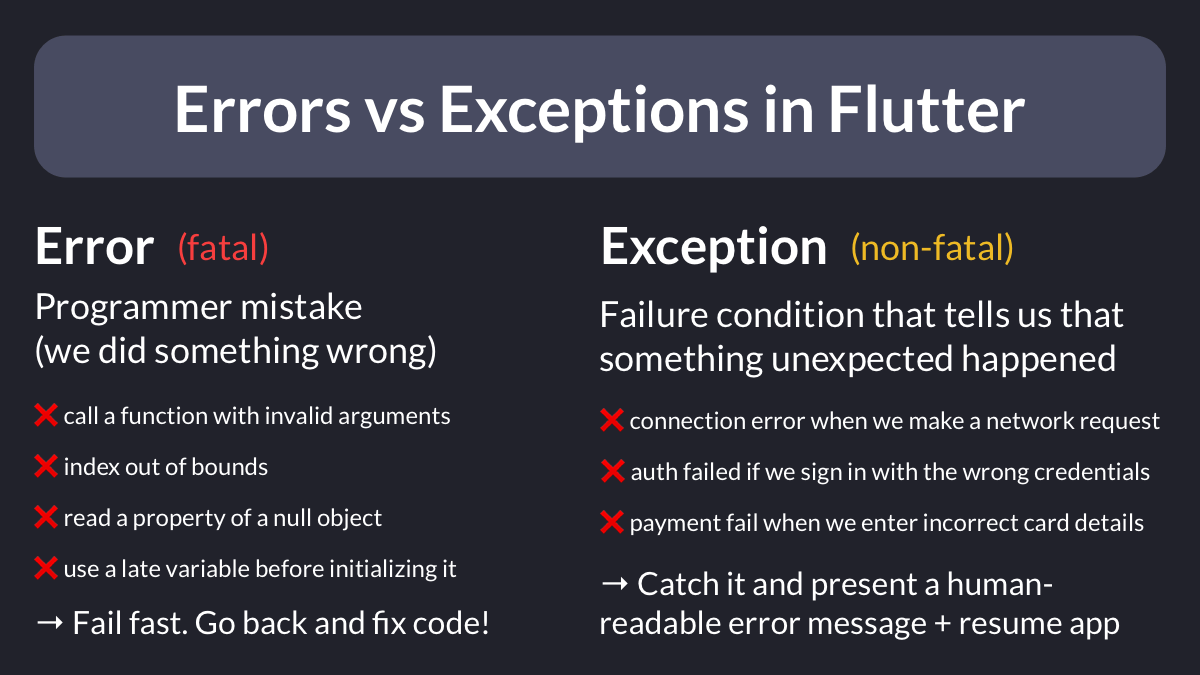 Errors vs Exceptions in Flutter
Error (fatal)
Programmer mistake
(we did something wrong)
❌ call a function with invalid arguments
❌ index out of bounds
❌ read a property of a null object
❌ use a late variable before initializing it
→ Fail fast. Go back and fix code!
Exception (non-fatal)
Failure condition that tells us that
something unexpected happened
❌ connection error when we make a network request
❌ auth failed if we sign in with the wrong credentials
❌ payment fail when we enter incorrect card details
→ Catch it and present a human-
readable error message + resume app